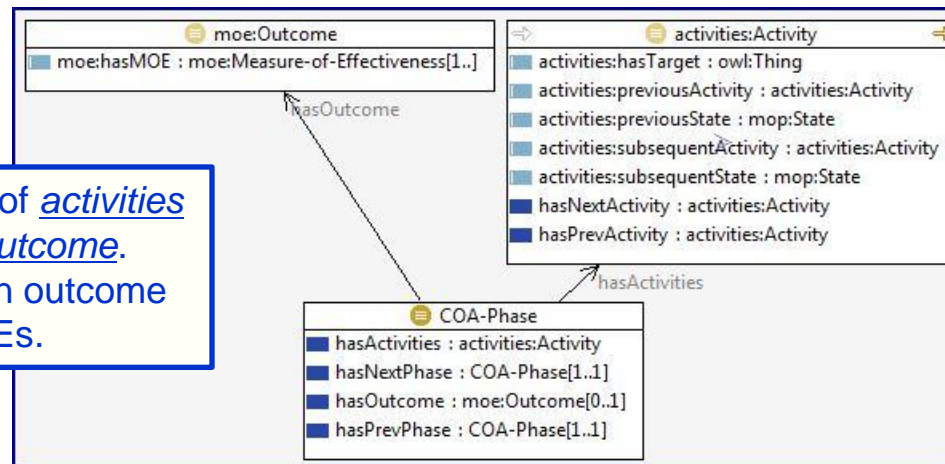 moe:Outcome
moe:hasMOE : moe:Measure-of-Effectiveness[1..]
activities:Activity
activities:hasTarget : owl:Thing
activities:previousActivity : activities:Activity
activities:previousState : mop:State
activities:subsequentActivity : activities:Activity
activities:subsequentState : mop:State
hasNextActivity : activities:Activity
hasPrevActivity : activities:Activity
hasOutcome
of activities
outcome.
outcome
hasActivities
COA-Phase
hasActivities : activities:Activity
hasNextPhase : COA-Phase[1..1]
hasOutcome : moe:Outcome[0..1]
hasPrevPhase : COA-Phase[1..1]